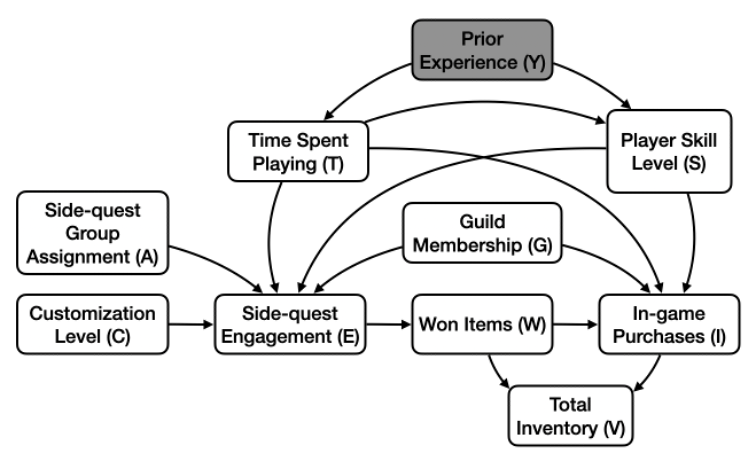 Prior
Experience (Y)
Time Spent
Playing (T)
Player Skill
Level (S)
Side-quest
Group
Assignment (A)
Guild
Membership (G)
Customization
Level (C)
Side-quest
Engagement (E)
Won Items (W)
In-game
Purchases (I)
Total
Inventory (V)